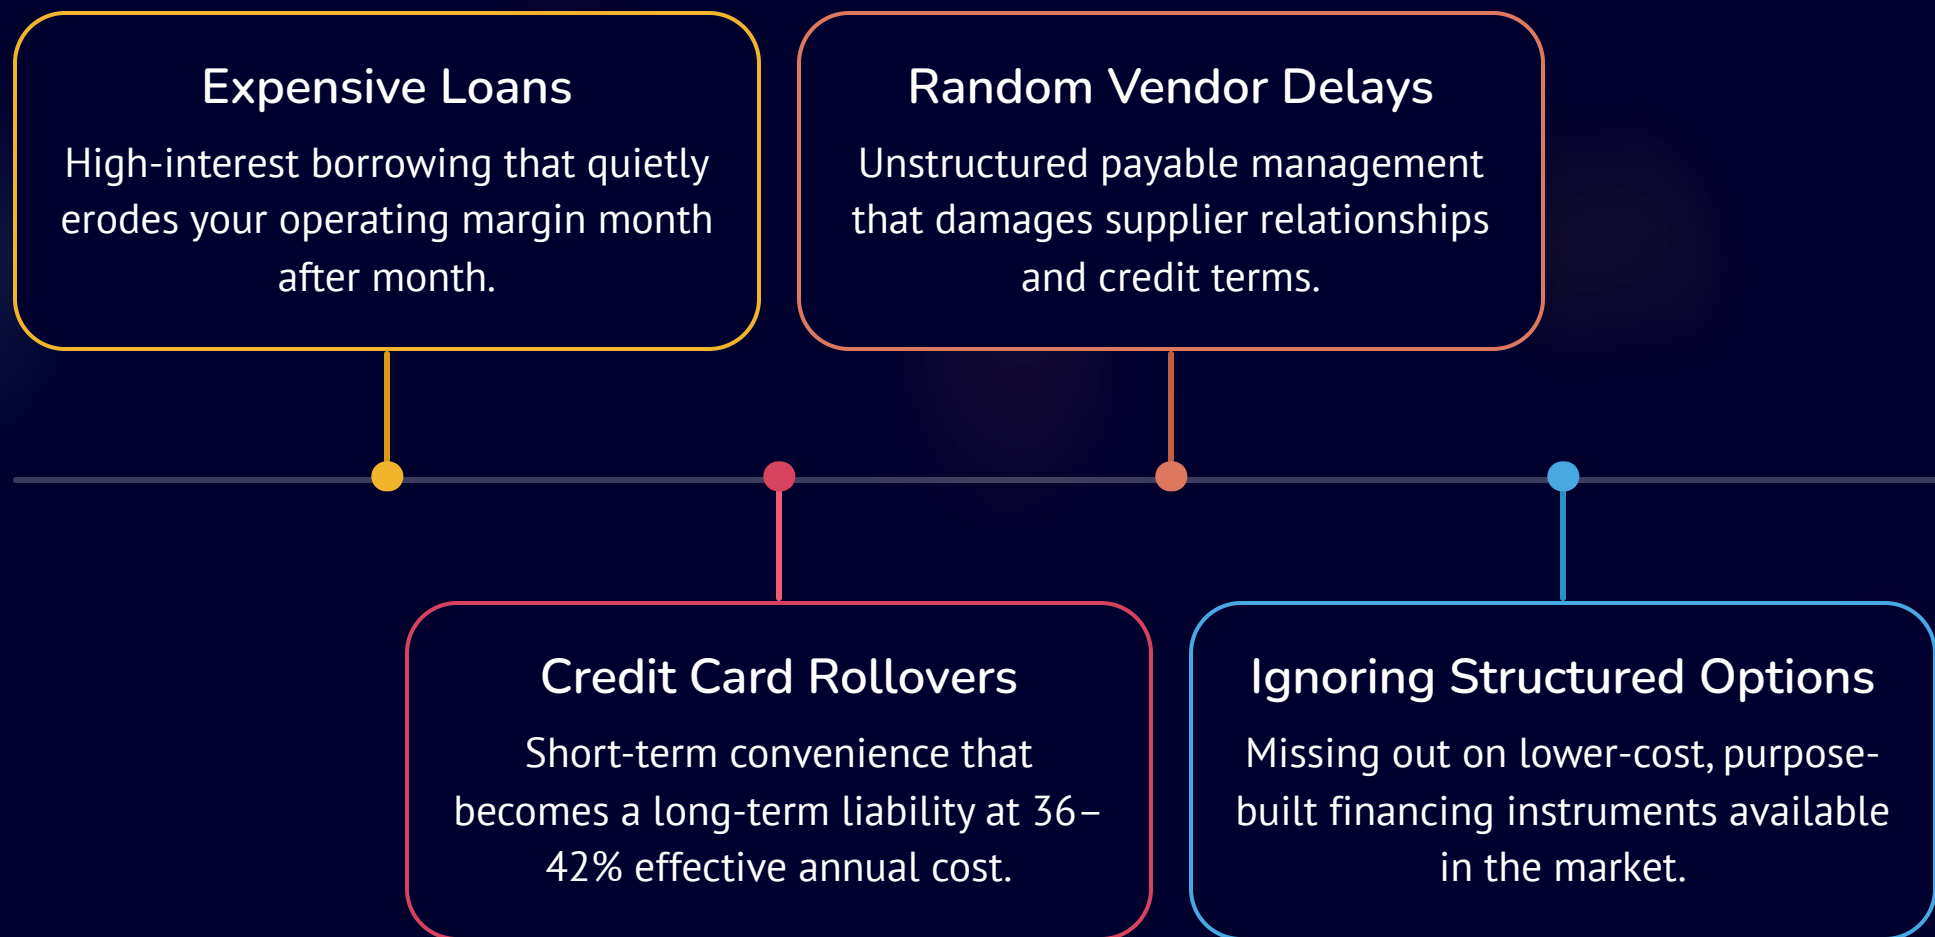 Expensive Loans
High-interest borrowing that quietly
erodes your operating margin month
after month.
Random Vendor Delays
Unstructured payable management
that damages supplier relationships
and credit terms.
Credit Card Rollovers
Short-term convenience that
becomes a long-term liability at 36–
42% effective annual cost.
Ignoring Structured Options
Missing out on lower-cost, purpose-
built financing instruments available
in the market.